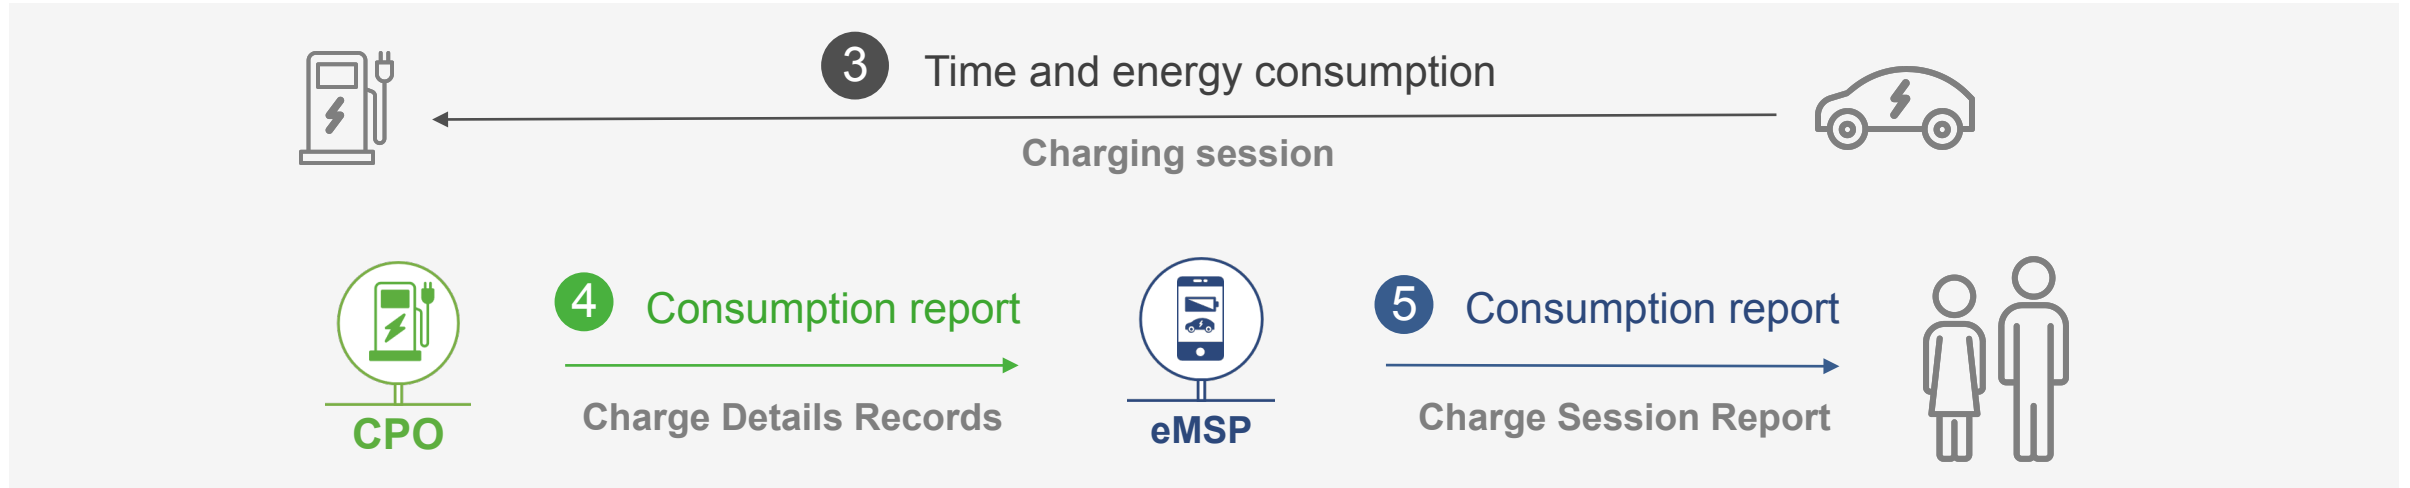 3 Time and energy consumption
Charging session
4 Consumption report
5 Consumption report
Charge Details Records
Charge Session Report
CPO
eMSP